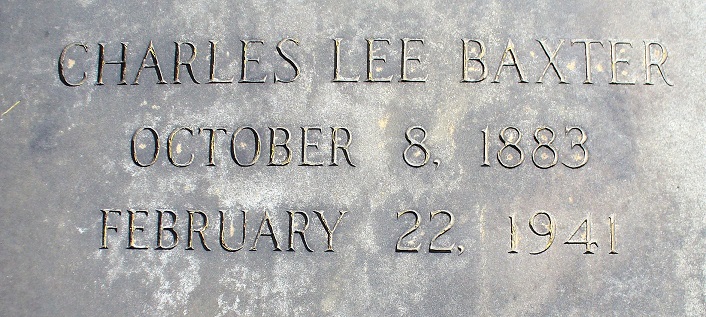 CHARLES LEE BAXTER
OCTOBER 8, 1883
FEBRUARY 22, 1941